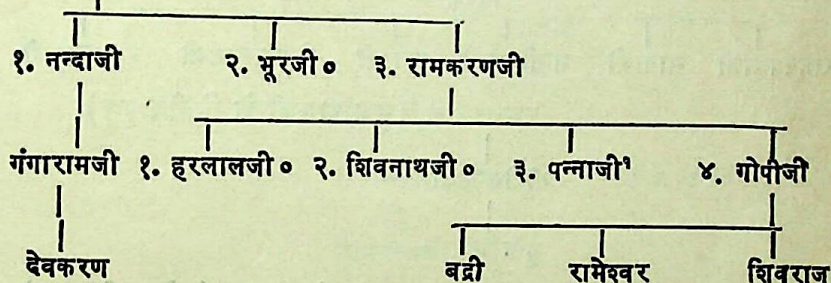 १. नन्दाजी २. भूरजी ० ३. रामकरणजी
गंगारामजी १. हरलालजी ० २. शिवनाथजी ० ३. पन्नाजी¹ ४. गोपीजी
देवकरण बद्री रामेश्वर शिवराज